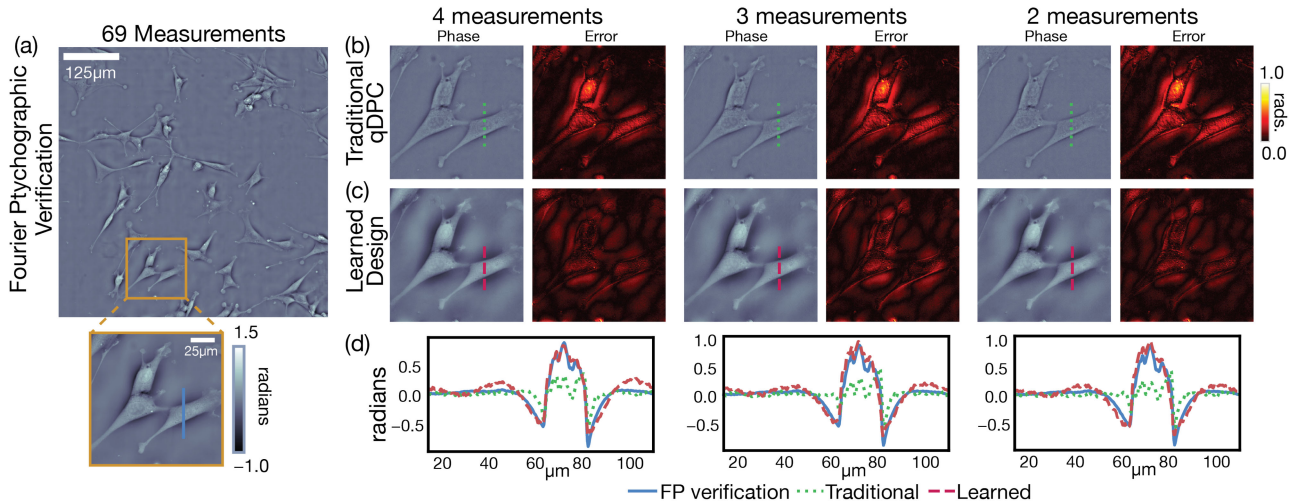 (a)
69 Measurements
Fourier Ptychographic
Verification
125μm
25μm
1.5
radians
−1.0
4 measurements
3 measurements
2 measurements
(b)
Phase
Error
Phase
Error
Phase
Error
Traditional
qDPC
1.0
rads.
0.0
(c)
Learned
Design
(d)
radians
0.5
0.0
−0.5
20 40 60 80 100
μm
1.0
0.5
0.0
−0.5
20 40 60 80 100
μm
1.0
0.5
0.0
−0.5
20 40 60 80 100
μm
FP verification Traditional Learned